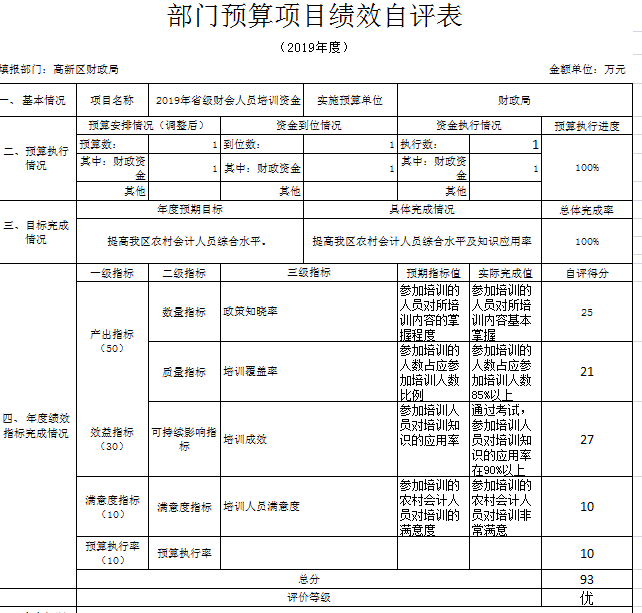 部门预算项目绩效自评表
（2019年度）
填报部门：高新区财政局 金额单位：万元
一、基本情况 项目名称 2019年省级财会人员培训资金 实施预算单位 财政局
二、预算执行情况 预算安排情况（调整后） 资金到位情况 资金执行情况 预算执行进度
预算数： 1 到位数： 1 执行数： 1 100%
其中：财政资金 1 其中：财政资金 1 其中：财政资金 1
其他 其他 其他
三、目标完成情况 年度预期目标 具体完成情况 总体完成率
提高我区农村会计人员综合水平。 提高我区农村会计人员综合水平及知识应用率 100%
四、年度绩效指标完成情况 一级指标 二级指标 三级指标 预期指标值 实际完成值 自评得分
产出指标（50） 数量指标 政策知晓率 参加培训的人员对所培训内容的掌握程度 参加培训的人员对所培训内容基本掌握 25
质量指标 培训覆盖率 参加培训的人数占应参加培训人数比例 参加培训的人数占应参加培训人数85%以上 21
效益指标（30） 可持续影响指标 培训成效 参加培训人员对培训知识的应用率 通过考试，参加培训人员对培训知识的应用率在90%以上 27
满意度指标（10） 满意度指标 培训人员满意度 参加培训的农村会计人员对培训的满意度 参加培训的农村会计人员对培训非常满意 10
预算执行率（10） 预算执行率 10
总分 93
评价等级 优